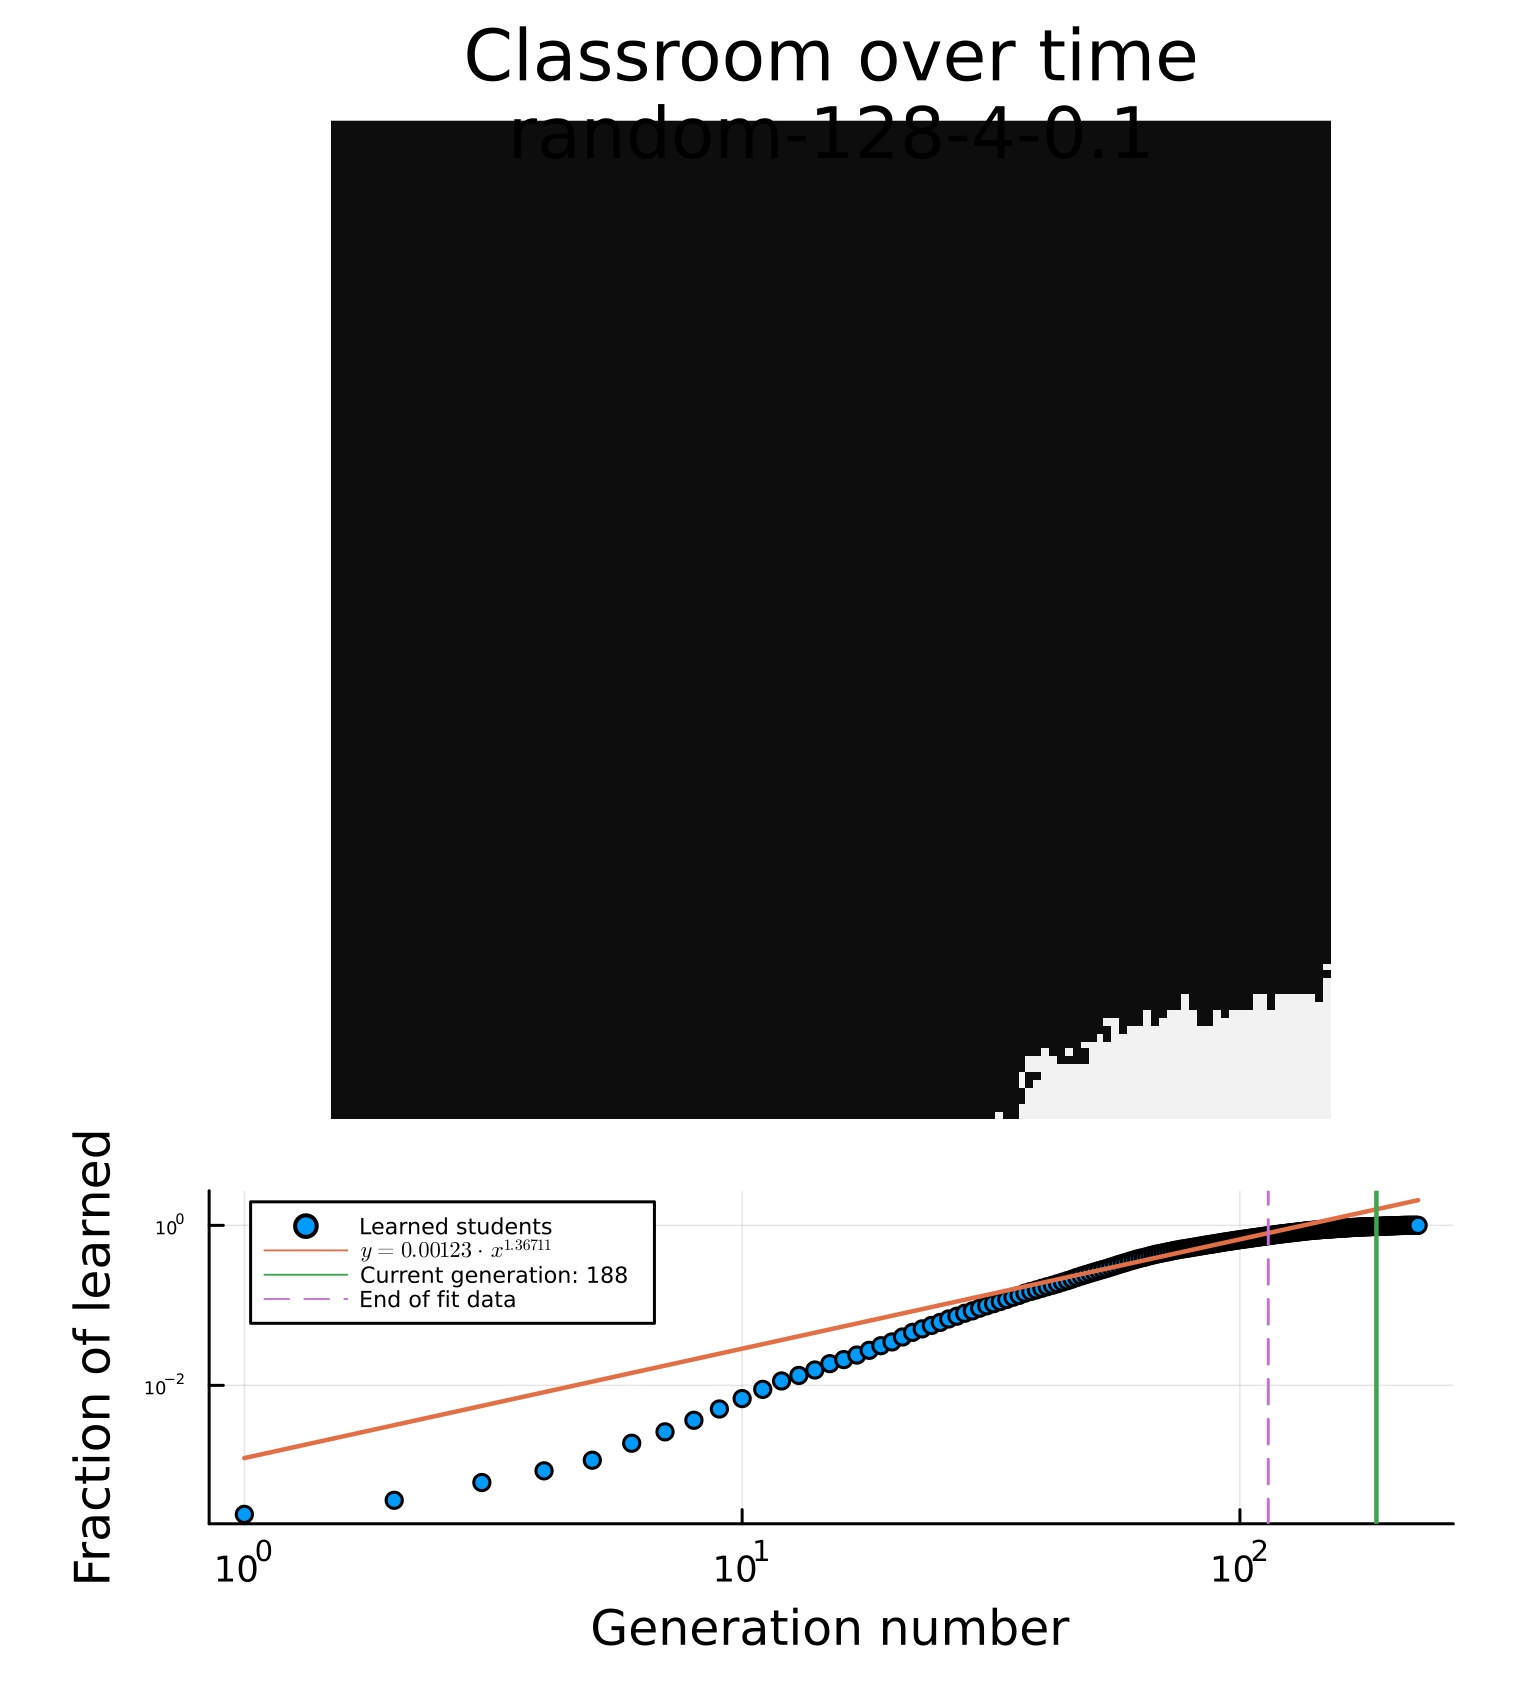 Classroom over time
random-128-4-0.1
Fraction of learned
10⁰
10⁻²
Learned students
y = 0.00123 · x^1.36711
Current generation: 188
End of fit data
10⁰
10¹
10²
Generation number